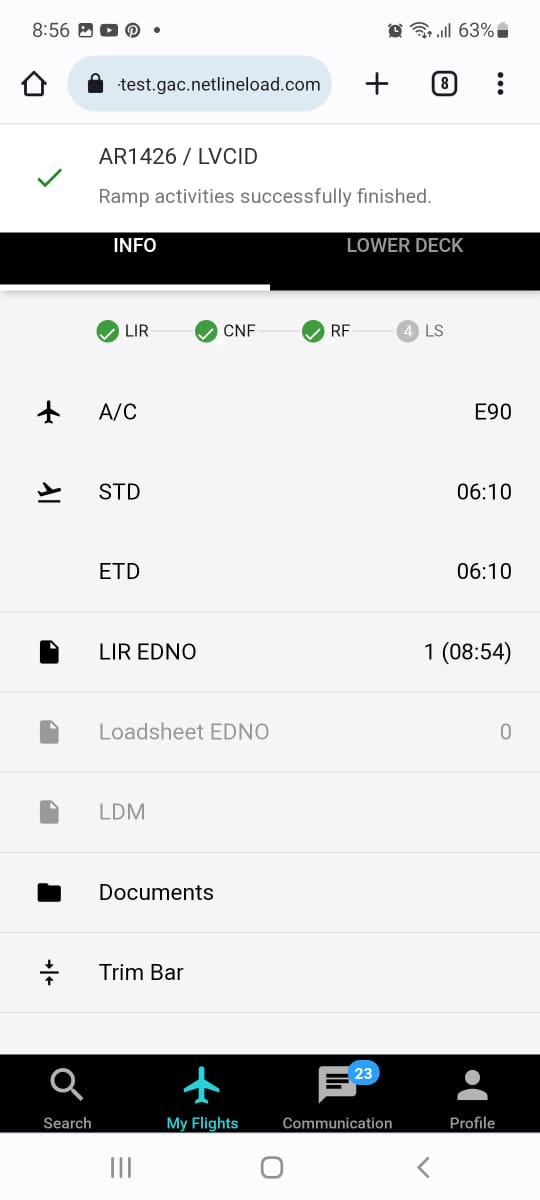 8:56
63%
-test.gac.netlineload.com
8
AR1426 / LVCID
Ramp activities successfully finished.
INFO LOWER DECK
LIR CNF RF 4 LS
A/C E90
STD 06:10
ETD 06:10
LIR EDNO 1 (08:54)
Loadsheet EDNO 0
LDM
Documents
Trim Bar
23
Search My Flights Communication Profile